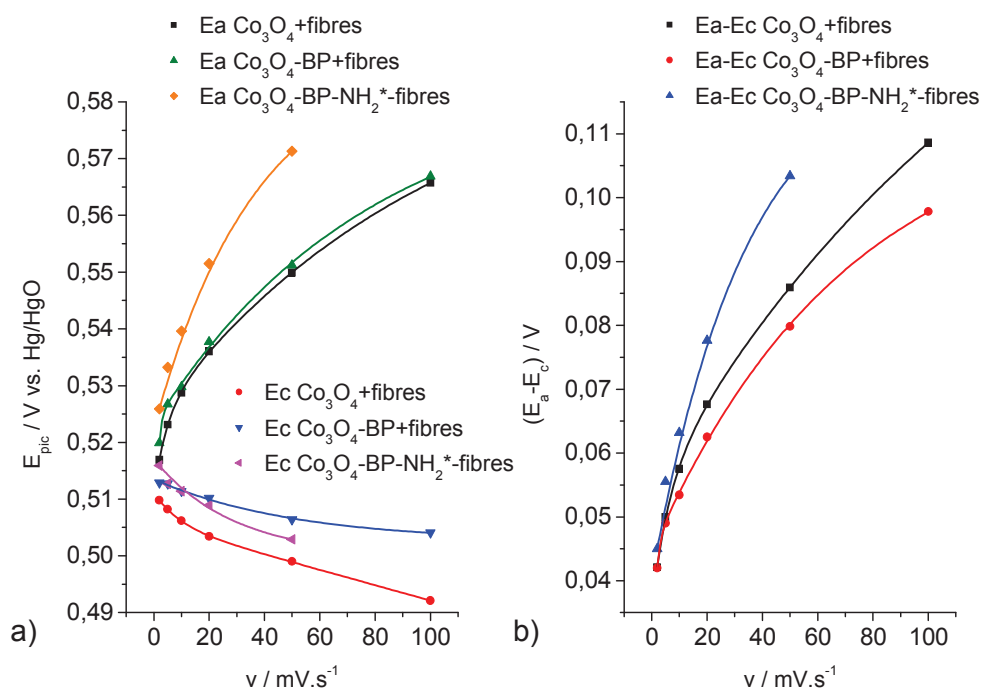 Ea Co₃O₄+fibres
Ea Co₃O₄-BP+fibres
Ea Co₃O₄-BP-NH₂*-fibres
0,58
0,57
0,56
0,55
0,54
0,53
0,52
0,51
0,50
0,49
E_pic / V vs. Hg/HgO
Ec Co₃O₄+fibres
Ec Co₃O₄-BP+fibres
Ec Co₃O₄-BP-NH₂*-fibres
0 20 40 60 80 100
a)
ν / mV.s⁻¹
Ea-Ec Co₃O₄+fibres
Ea-Ec Co₃O₄-BP+fibres
Ea-Ec Co₃O₄-BP-NH₂*-fibres
0,11
0,10
0,09
0,08
0,07
0,06
0,05
0,04
(E_a-E_c) / V
0 20 40 60 80 100
b)
ν / mV.s⁻¹